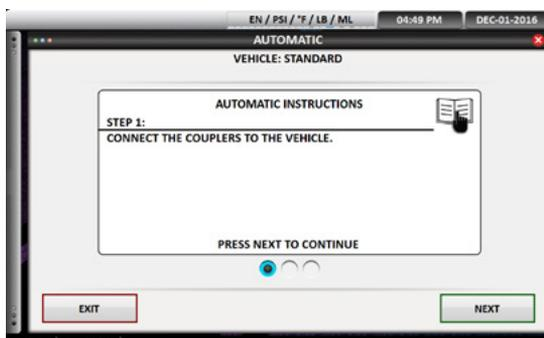 EN / PSI / °F / LB / ML 04:49 PM DEC-01-2016
AUTOMATIC
VEHICLE: STANDARD
AUTOMATIC INSTRUCTIONS
STEP 1:
CONNECT THE COUPLERS TO THE VEHICLE.
PRESS NEXT TO CONTINUE
EXIT NEXT